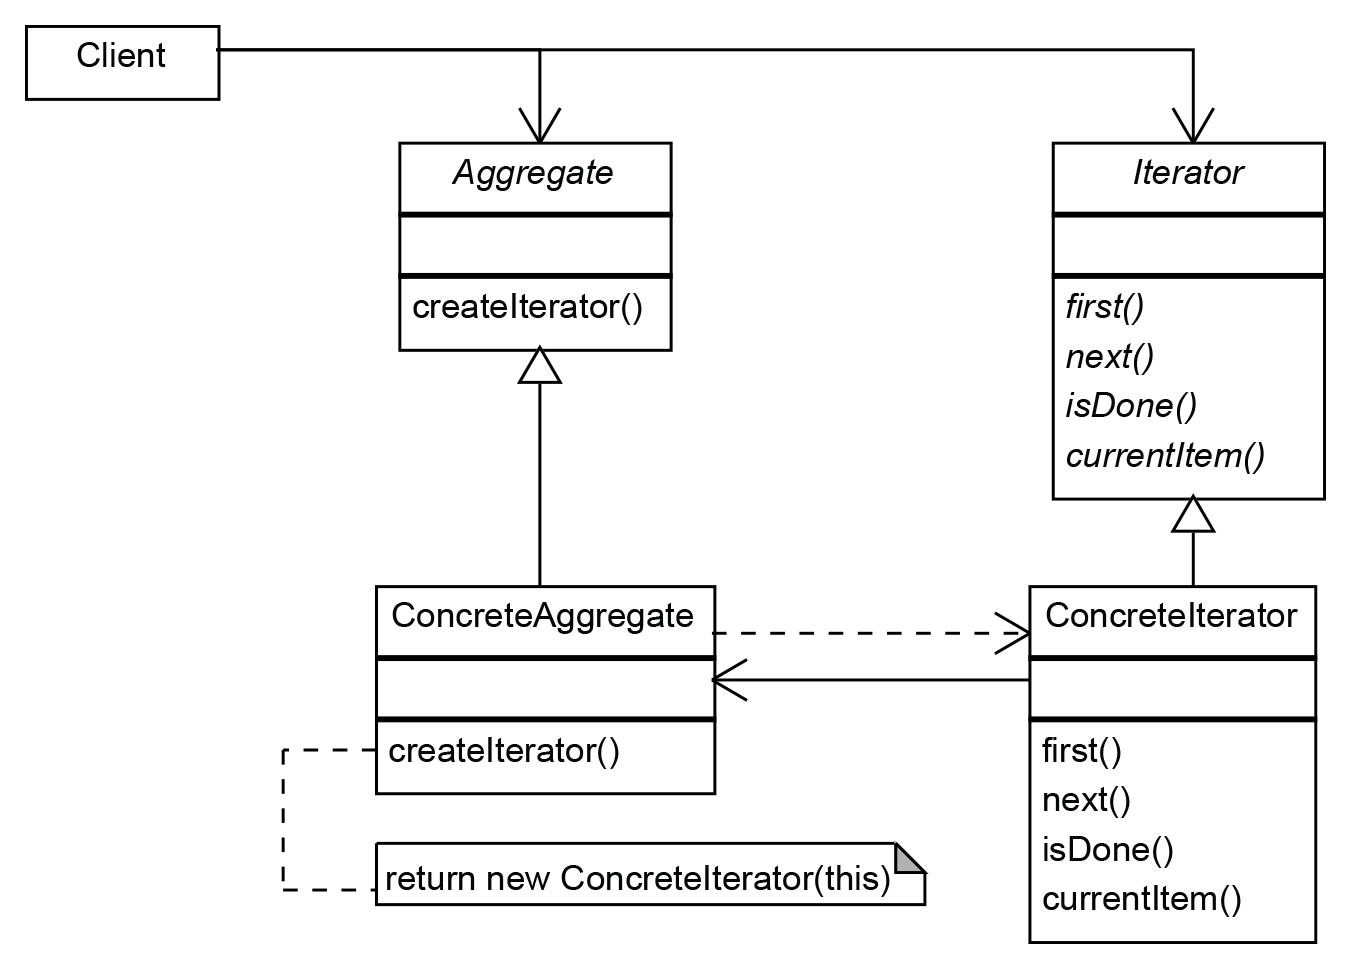 Client
Aggregate
createIterator()
Iterator
first()
next()
isDone()
currentItem()
ConcreteAggregate
createIterator()
return new ConcreteIterator(this)
ConcreteIterator
first()
next()
isDone()
currentItem()